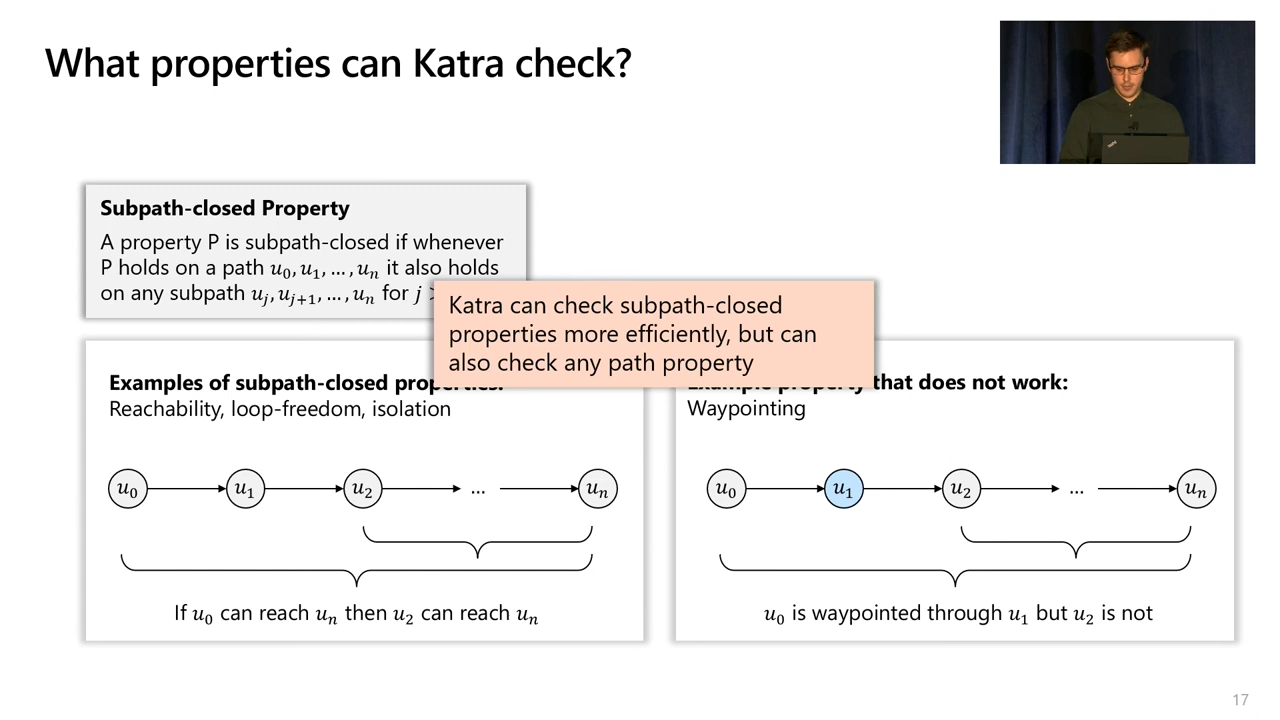 What properties can Katra check?
Subpath-closed Property
A property P is subpath-closed if whenever
P holds on a path u₀, u₁, ..., uₙ it also holds
on any subpath uⱼ, uⱼ₊₁, ..., uₙ for j
Katra can check subpath-closed
properties more efficiently, but can
also check any path property
Examples of subpath-closed properties:
Reachability, loop-freedom, isolation
u₀ u₁ u₂ ... uₙ
If u₀ can reach uₙ then u₂ can reach uₙ
Example property that does not work:
Waypointing
u₀ u₁ u₂ ... uₙ
u₀ is waypointed through u₁ but u₂ is not
17